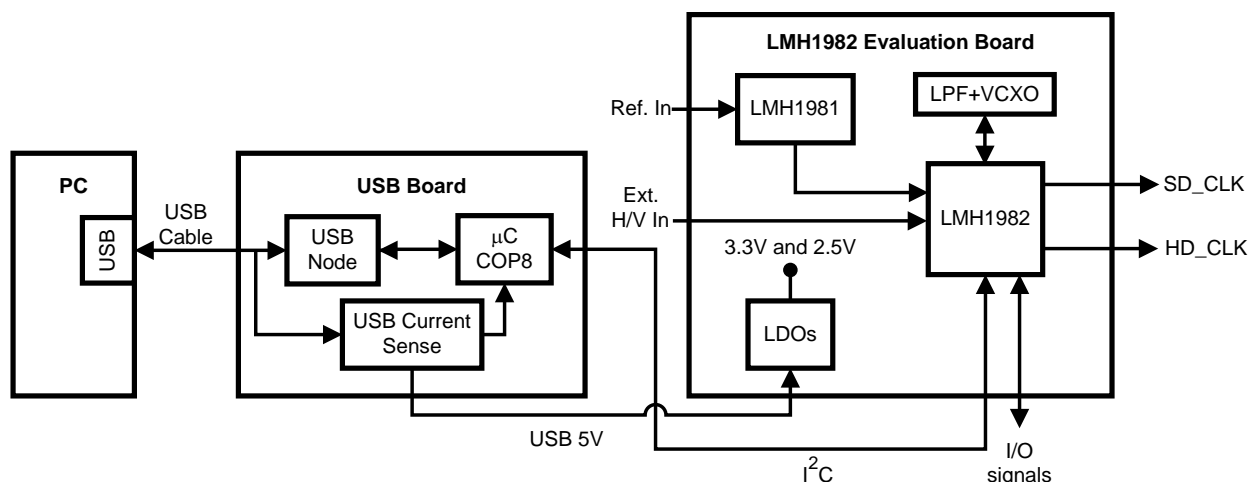 LMH1982 Evaluation Board
LPF+VCXO
Ref. In
LMH1981
PC
USB Board
SD_CLK
USB
Cable
Ext.
H/V In
LMH1982
USB
USB
Node
μC
COP8
HD_CLK
3.3V and 2.5V
USB Current
Sense
LDOs
USB 5V
I²C
I/O
signals